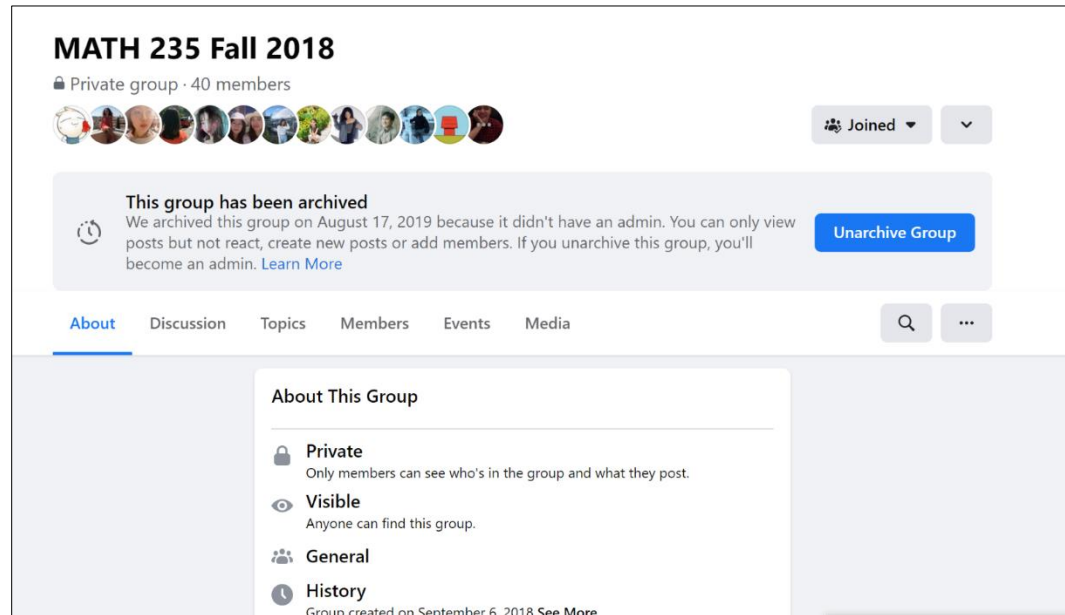 MATH 235 Fall 2018
Private group · 40 members
Joined
This group has been archived
We archived this group on August 17, 2019 because it didn't have an admin. You can only view
posts but not react, create new posts or add members. If you unarchive this group, you'll
become an admin. Learn More
Unarchive Group
About Discussion Topics Members Events Media
About This Group
Private
Only members can see who's in the group and what they post.
Visible
Anyone can find this group.
General
History
Group created on September 6, 2018 See More